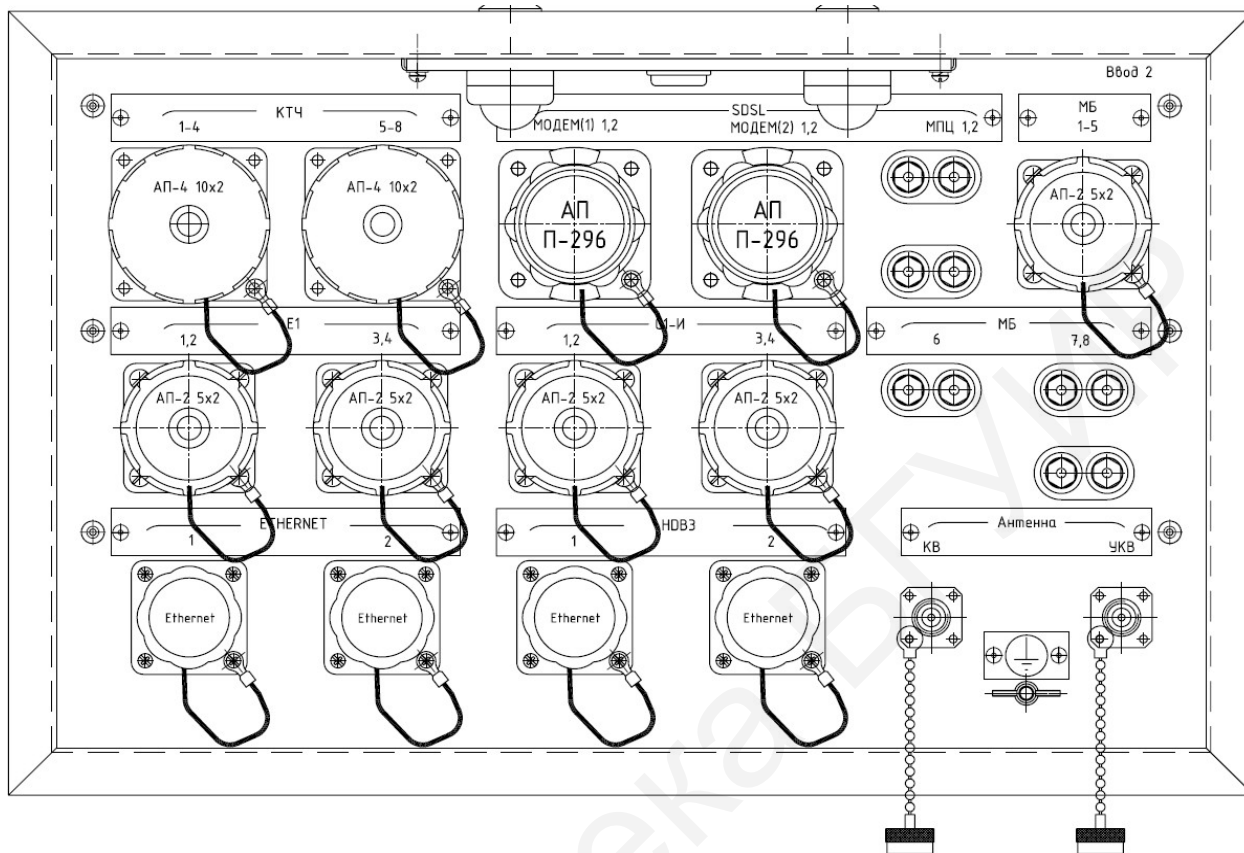 Ввод 2
КТЧ
1-4 5-8
SDSL
МОДЕМ(1) 1,2 МОДЕМ(2) 1,2 МПЦ 1,2
МБ
1-5
АП-4 10х2
АП-4 10х2
АП
П-296
АП
П-296
АП-2 5х2
Е1
1,2 3,4
1-И
1,2 3,4
МБ
6 7,8
АП-2 5х2
АП-2 5х2
АП-2 5х2
АП-2 5х2
ETHERNET
1 2
HDB3
1 2
Антенна
КВ УКВ
Ethernet
Ethernet
Ethernet
Ethernet
ека БГУИР